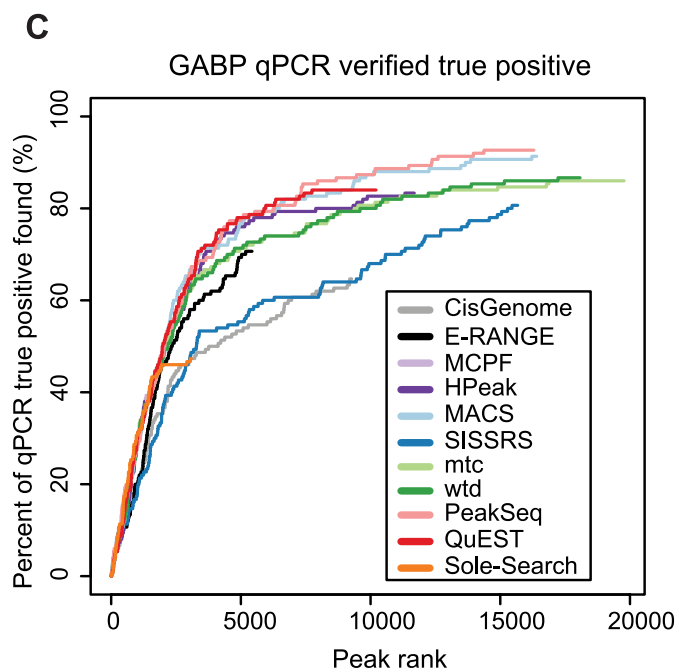 C
GABP qPCR verified true positive
Percent of qPCR true positive found (%)
100
80
60
40
20
0
CisGenome
E-RANGE
MCPF
HPeak
MACS
SISSRS
mtc
wtd
PeakSeq
QuEST
Sole-Search
0 5000 10000 15000 20000
Peak rank